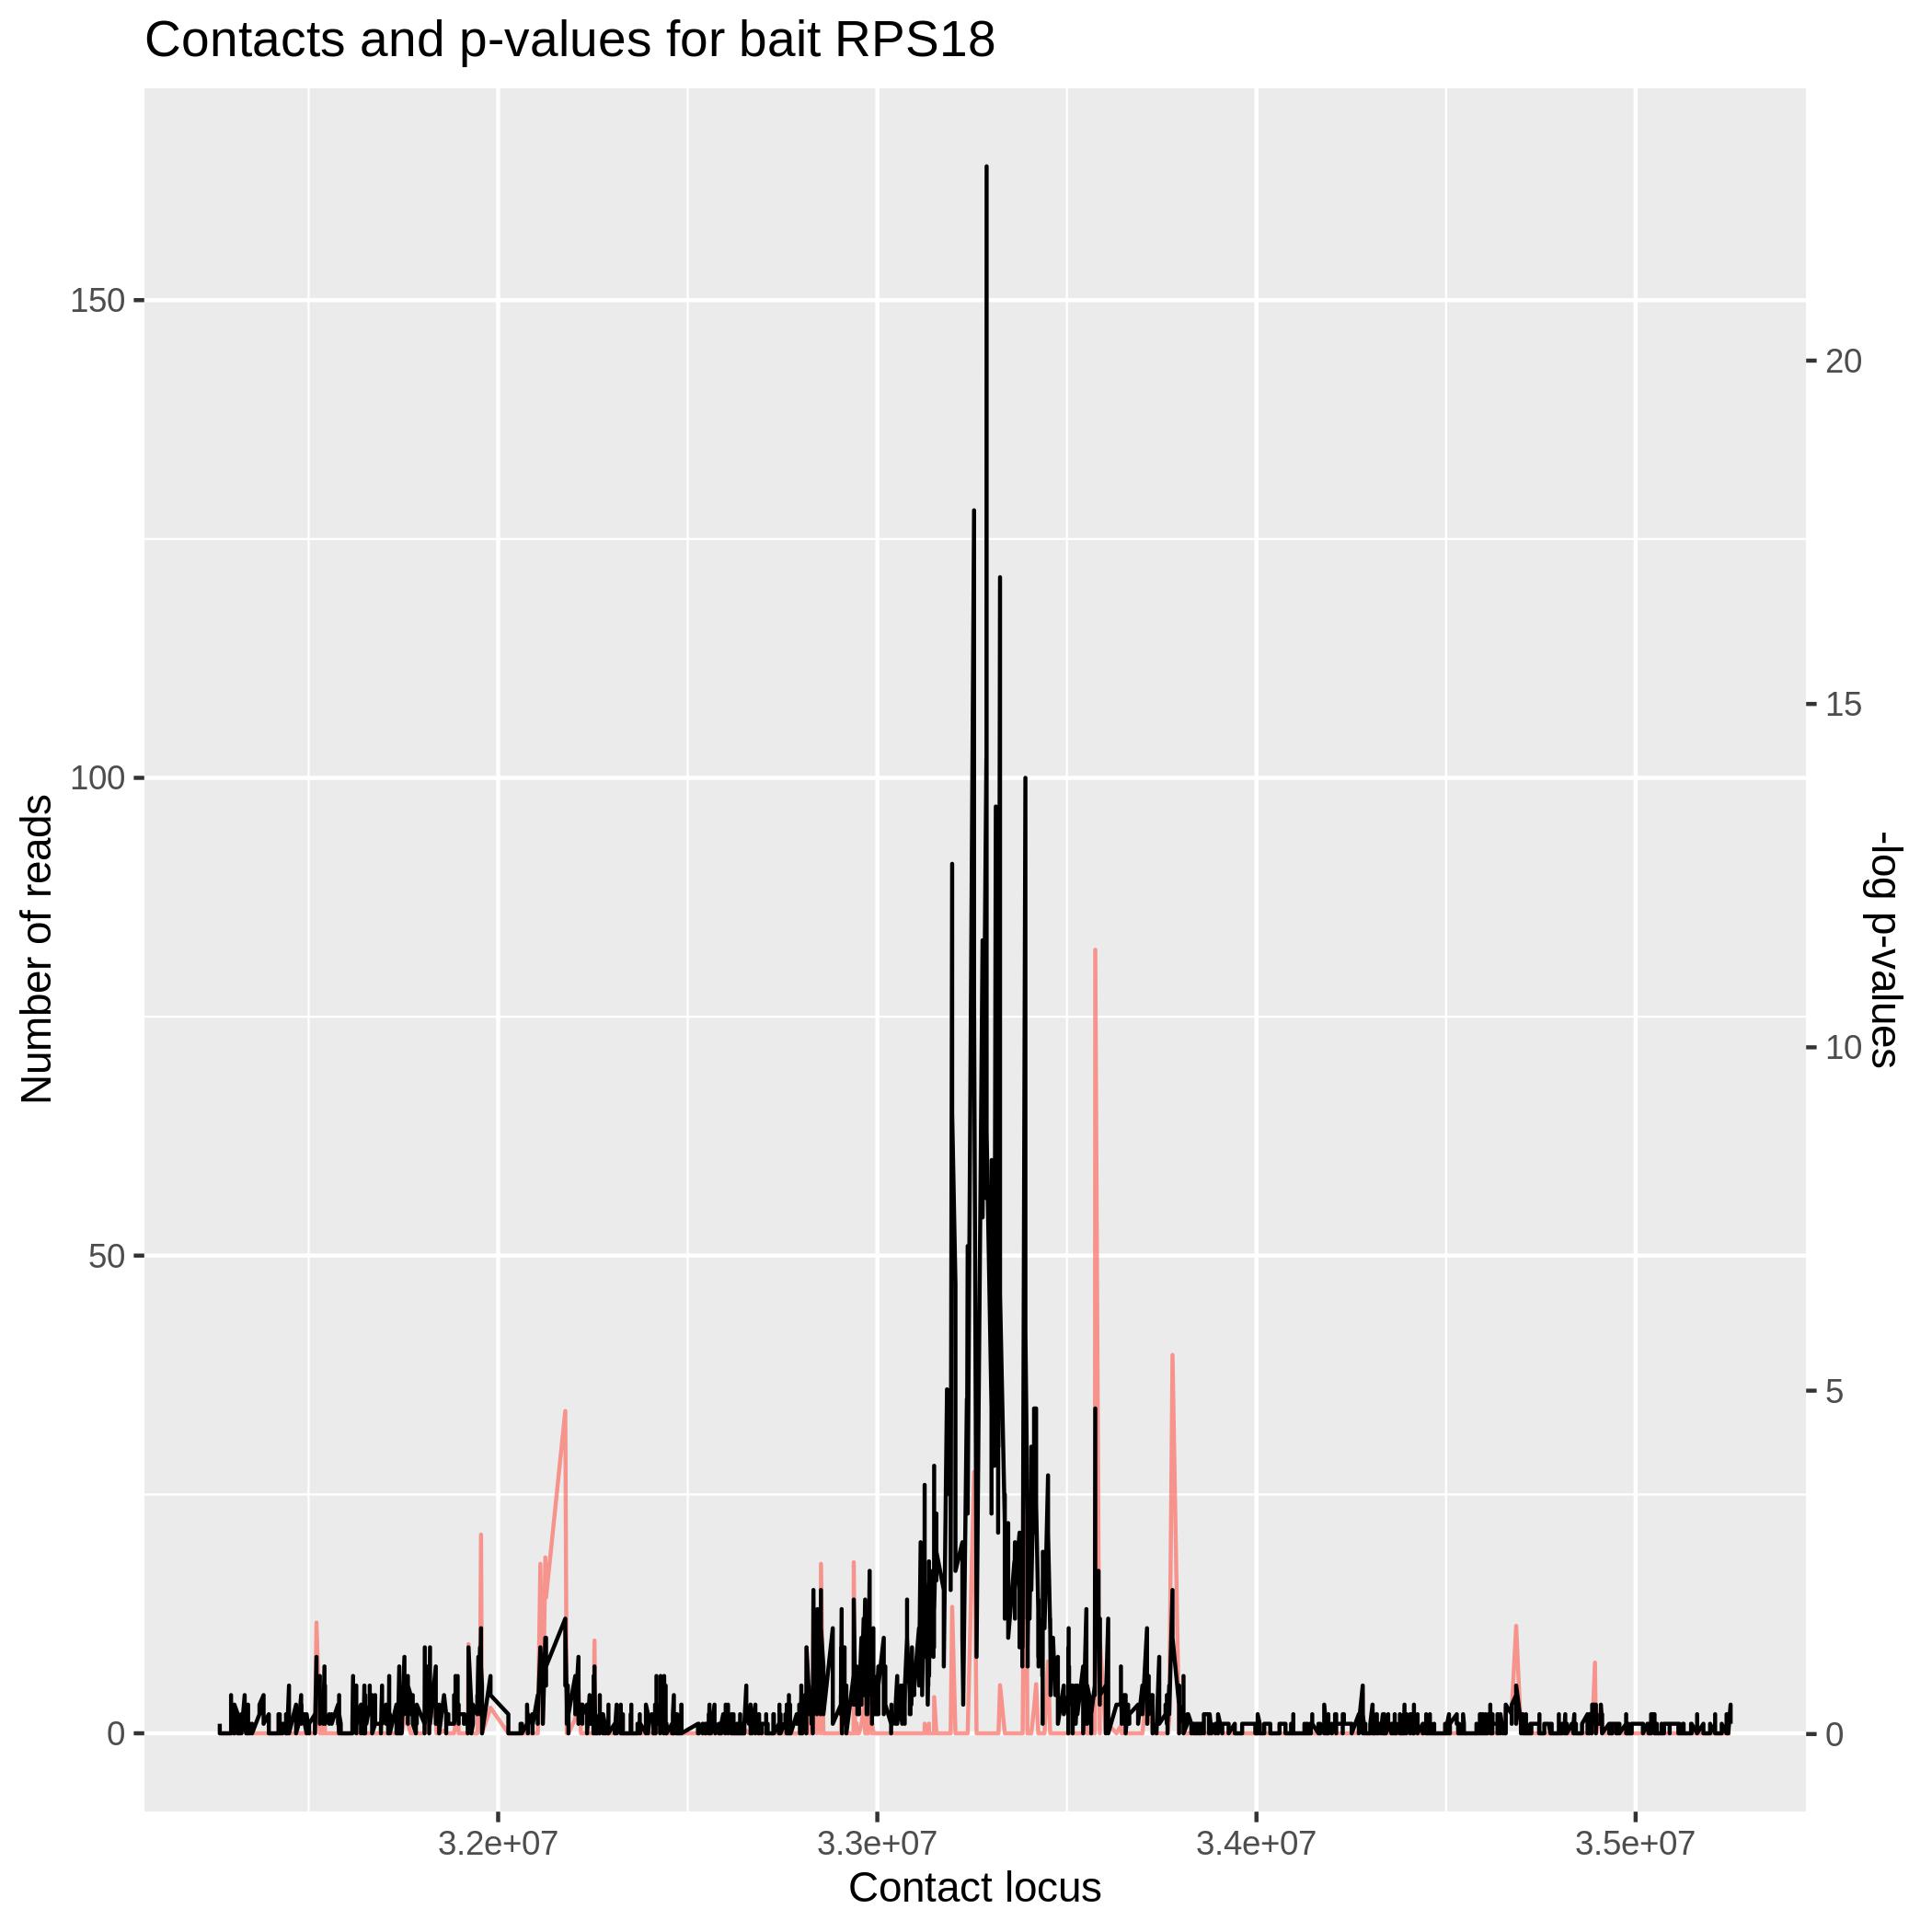 Contacts and p-values for bait RPS18
150
100
50
0
Number of reads
20
15
10
5
0
-log p-values
3.2e+07
3.3e+07
3.4e+07
3.5e+07
Contact locus